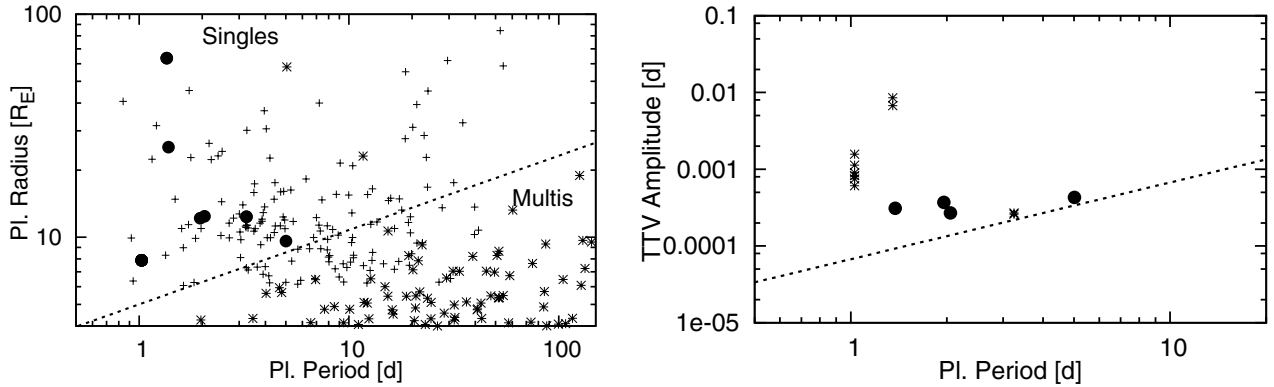 100
10
Pl. Radius [R_E]
Singles
Multis
1
10
100
Pl. Period [d]
0.1
0.01
0.001
0.0001
1e-05
TTV Amplitude [d]
1
10
Pl. Period [d]